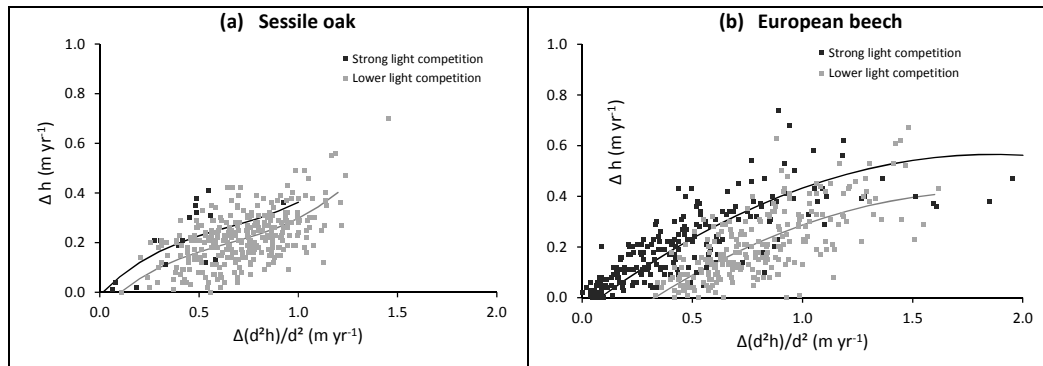 (a) Sessile oak
Strong light competition
Lower light competition
1.0
0.8
0.6
0.4
0.2
0.0
Δ h (m yr⁻¹)
0.0 0.5 1.0 1.5 2.0
Δ(d²h)/d² (m yr⁻¹)
(b) European beech
Strong light competition
Lower light competition
1.0
0.8
0.6
0.4
0.2
0.0
Δ h (m yr⁻¹)
0.0 0.5 1.0 1.5 2.0
Δ(d²h)/d² (m yr⁻¹)